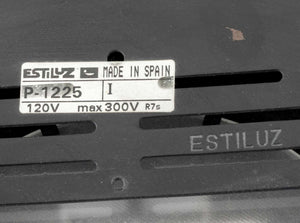 ESTILUZ MADE IN SPAIN
P-1225 I
120V max 300V R7s
ESTILUZ